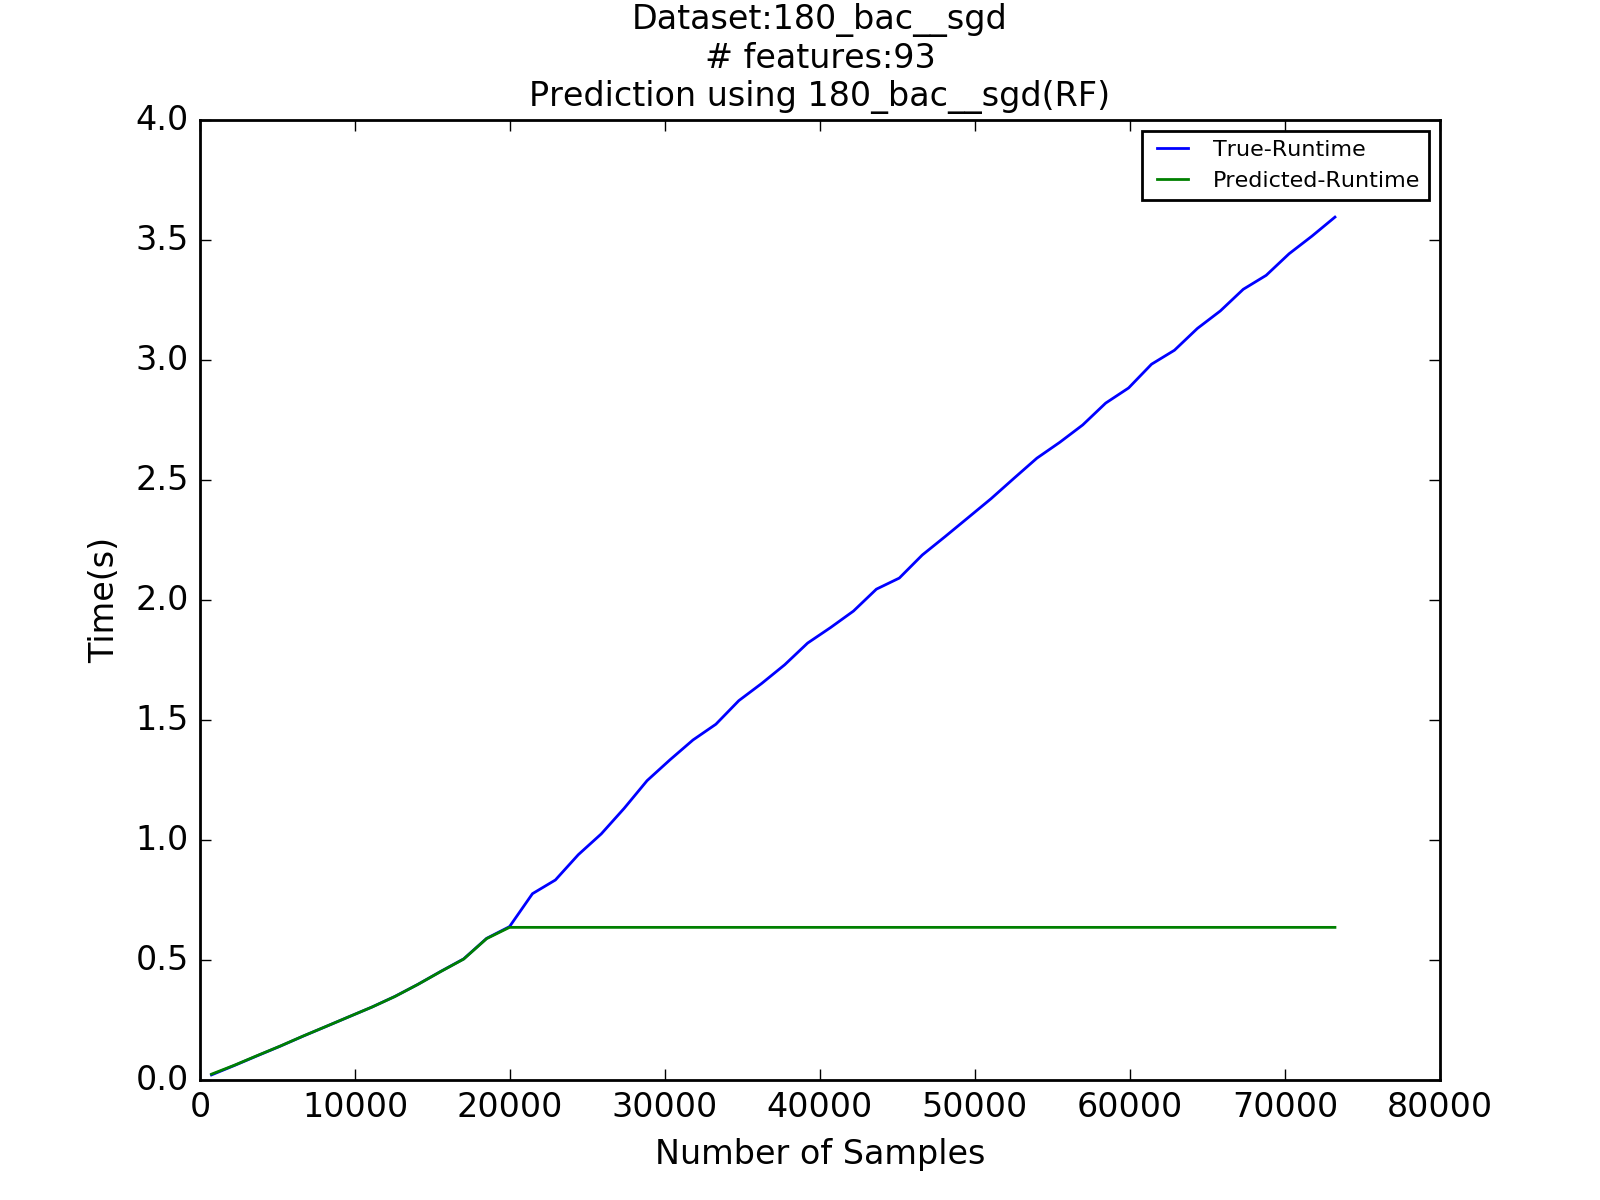 Dataset:180_bac__sgd
# features:93
Prediction using 180_bac__sgd(RF)
4.0
3.5
3.0
2.5
2.0
1.5
1.0
0.5
0.0
Time(s)
True-Runtime
Predicted-Runtime
0 10000 20000 30000 40000 50000 60000 70000 80000
Number of Samples